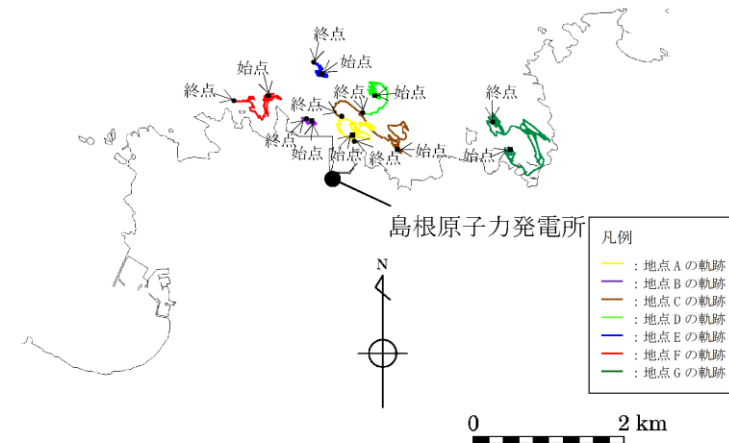 終点
始点
始点
終点
終点
終点
始点
終点
終点
始点
始点
終点
始点
始点
島根原子力発電所
凡例
：地点Aの軌跡
：地点Bの軌跡
：地点Cの軌跡
：地点Dの軌跡
：地点Eの軌跡
：地点Fの軌跡
：地点Gの軌跡
N
0 2 km